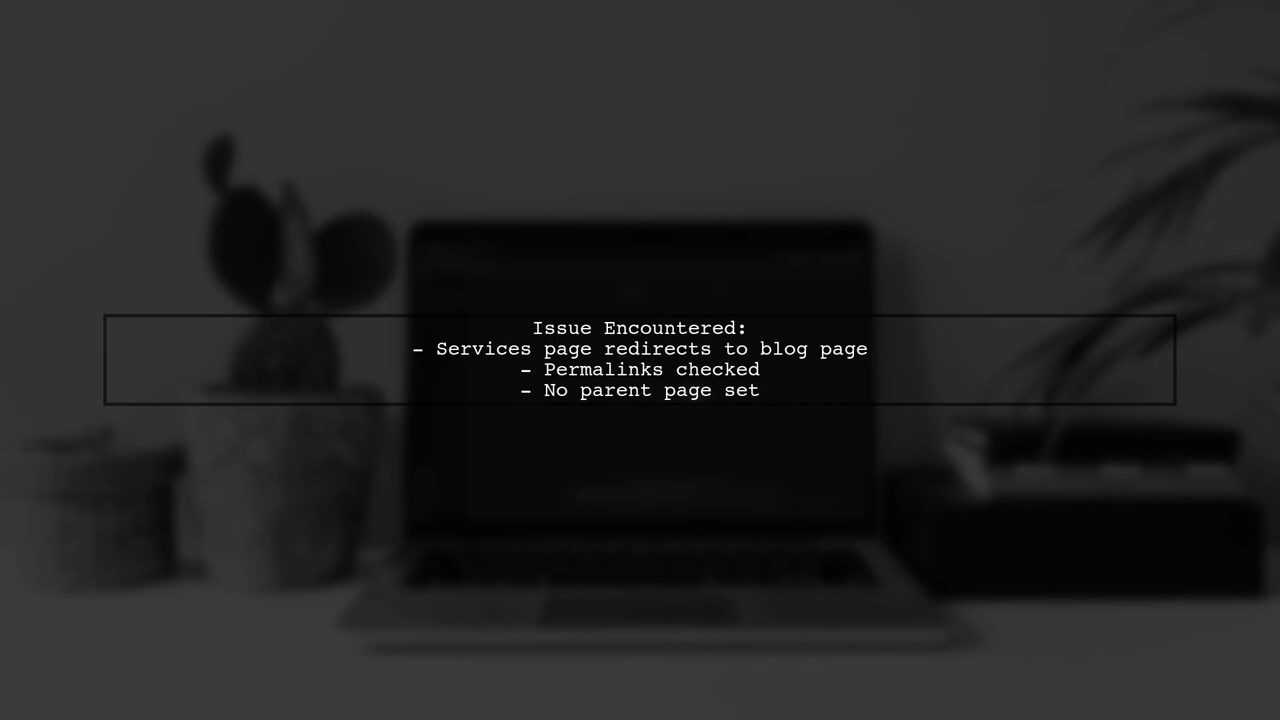 Issue Encountered:
- Services page redirects to blog page
- Permalinks checked
- No parent page set